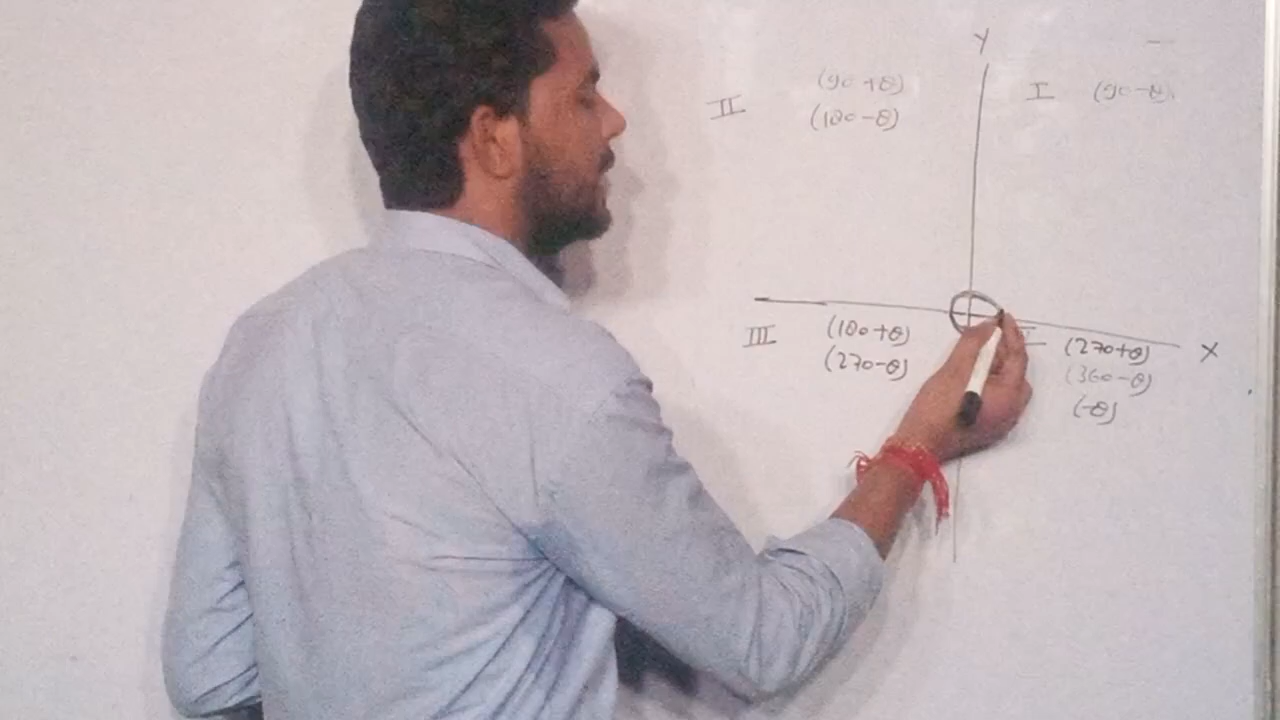 Y
II (90+θ) I (90-θ)
(180-θ)
III (180+θ) (270+θ) X
(270-θ) (360-θ)
(-θ)